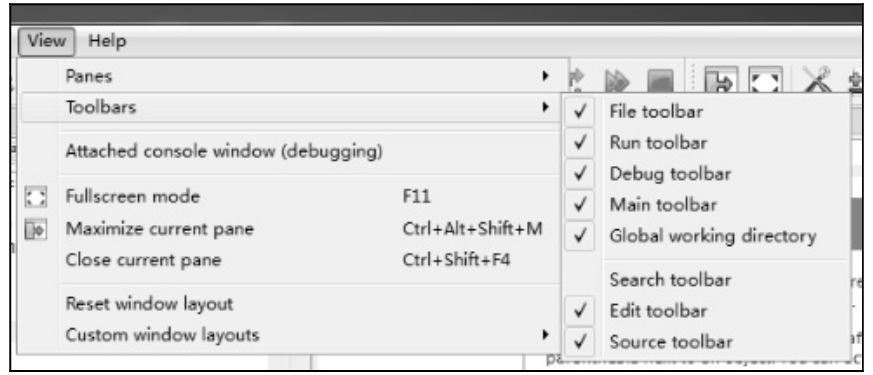 View Help
Panes
Toolbars
Attached console window (debugging)
Fullscreen mode F11
Maximize current pane Ctrl+Alt+Shift+M
Close current pane Ctrl+Shift+F4
Reset window layout
Custom window layouts
File toolbar
Run toolbar
Debug toolbar
Main toolbar
Global working directory
Search toolbar
Edit toolbar
Source toolbar